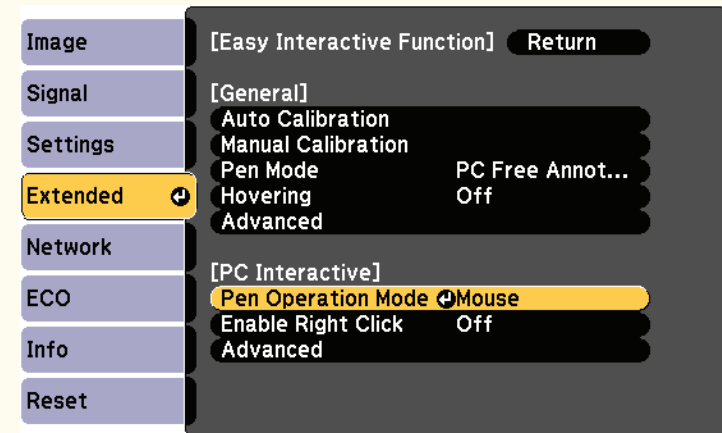 Image
Signal
Settings
Extended
Network
ECO
Info
Reset
[Easy Interactive Function] Return
[General]
Auto Calibration
Manual Calibration
Pen Mode PC Free Annot...
Hovering Off
Advanced
[PC Interactive]
Pen Operation Mode Mouse
Enable Right Click Off
Advanced